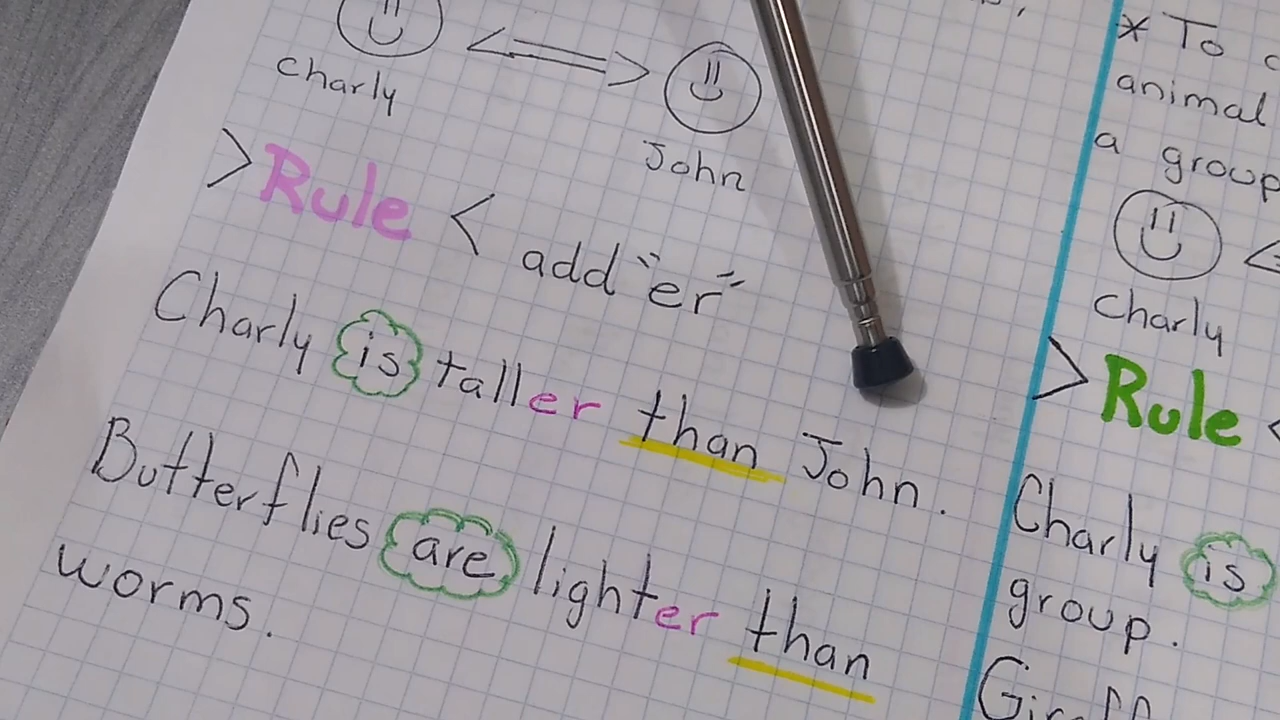 Charly
John
> Rule < add "er"
Charly is taller than John.
Butterflies are lighter than
worms.
* To
animal
a group
Charly
> Rule <
Charly is
group.